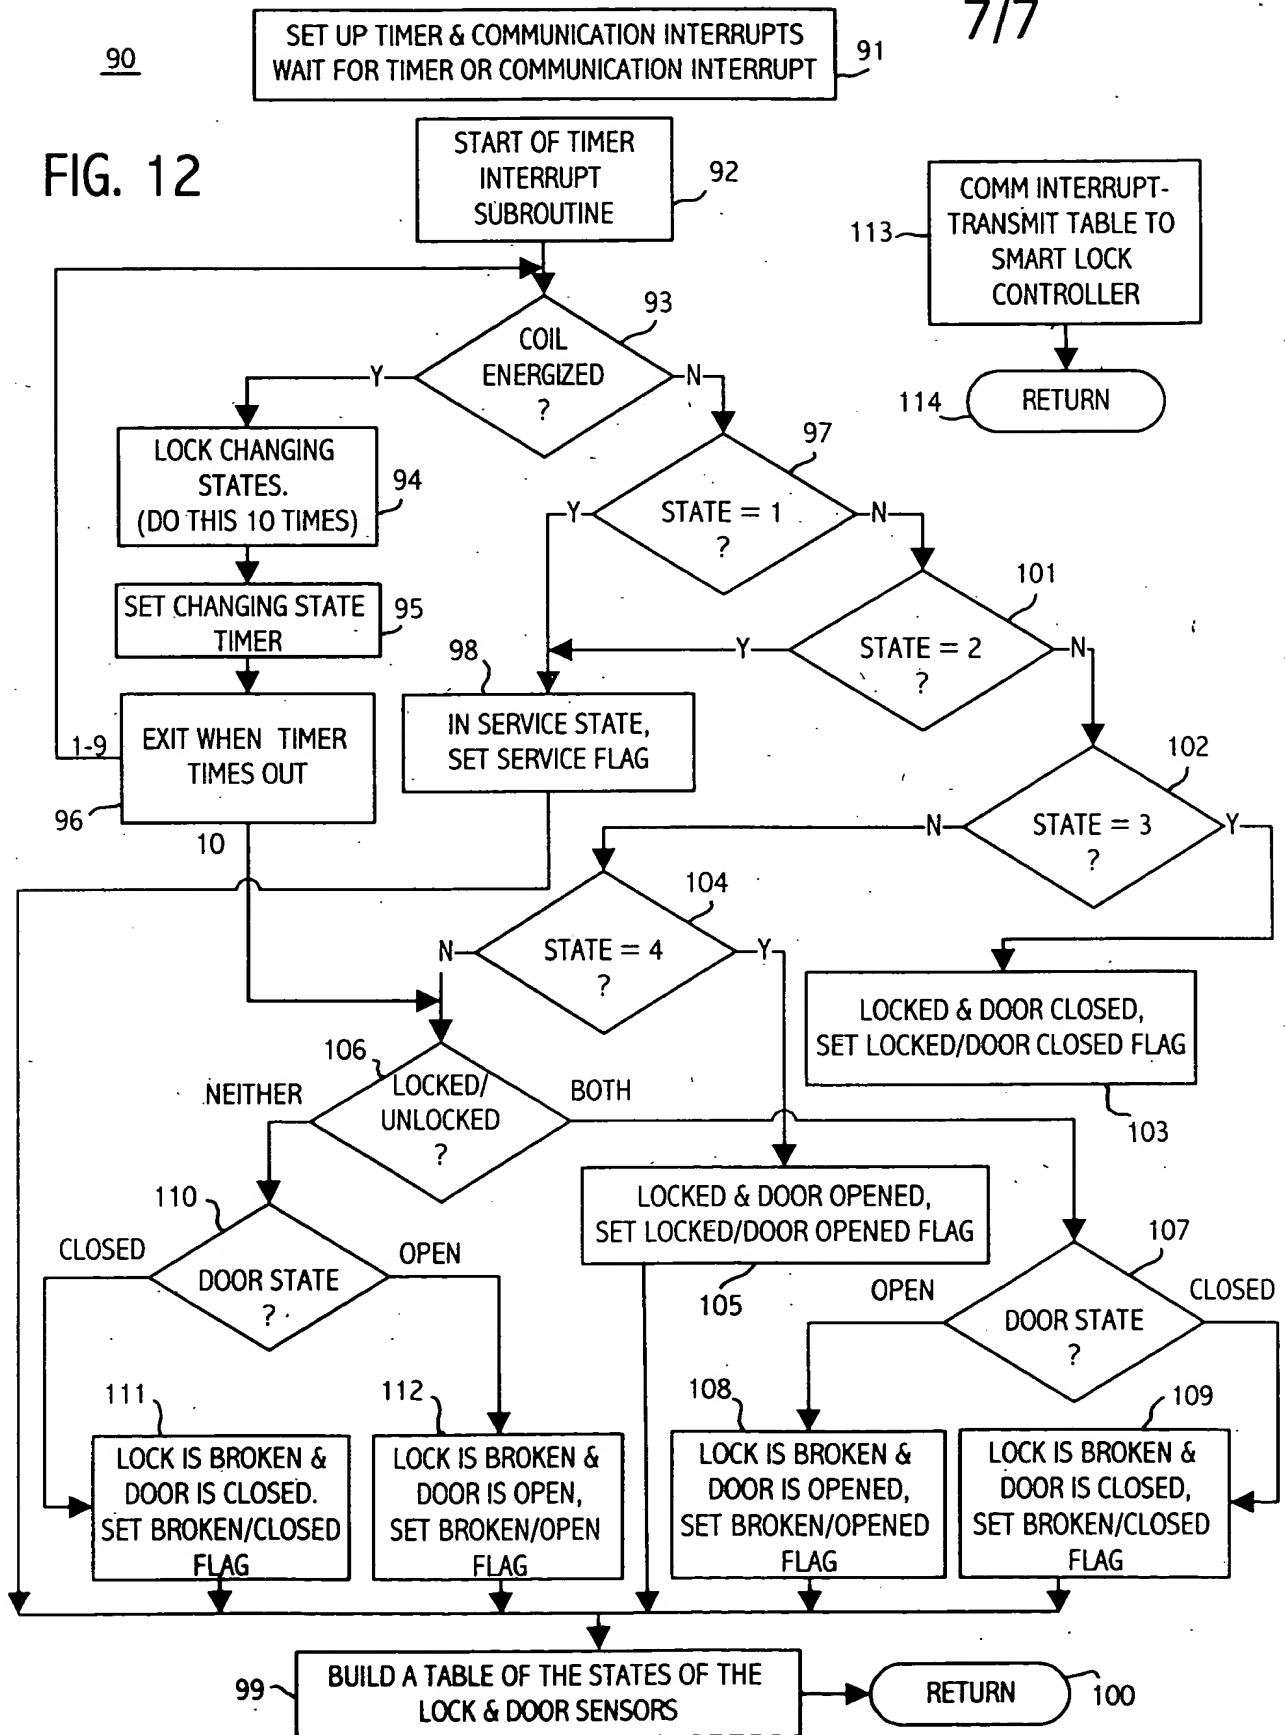 7/7
90
SET UP TIMER & COMMUNICATION INTERRUPTS
WAIT FOR TIMER OR COMMUNICATION INTERRUPT
91
FIG. 12
START OF TIMER
INTERRUPT
SUBROUTINE
92
COMM INTERRUPT-
TRANSMIT TABLE TO
SMART LOCK
CONTROLLER
113
RETURN
114
COIL
ENERGIZED
?
93
Y
N
LOCK CHANGING
STATES.
(DO THIS 10 TIMES)
94
STATE = 1
?
97
Y
N
SET CHANGING STATE
TIMER
95
STATE = 2
?
101
Y
N
EXIT WHEN TIMER
TIMES OUT
96
1-9
10
IN SERVICE STATE,
SET SERVICE FLAG
98
STATE = 3
?
102
N
Y
STATE = 4
?
104
N
Y
LOCKED & DOOR CLOSED,
SET LOCKED/DOOR CLOSED FLAG
103
106
LOCKED/
UNLOCKED
?
NEITHER
BOTH
LOCKED & DOOR OPENED,
SET LOCKED/DOOR OPENED FLAG
105
110
DOOR STATE
?
CLOSED
OPEN
107
DOOR STATE
?
OPEN
CLOSED
111
LOCK IS BROKEN &
DOOR IS CLOSED.
SET BROKEN/CLOSED
FLAG
112
LOCK IS BROKEN &
DOOR IS OPEN,
SET BROKEN/OPEN
FLAG
108
LOCK IS BROKEN &
DOOR IS OPENED,
SET BROKEN/OPENED
FLAG
109
LOCK IS BROKEN &
DOOR IS CLOSED,
SET BROKEN/CLOSED
FLAG
99
BUILD A TABLE OF THE STATES OF THE
LOCK & DOOR SENSORS
RETURN
100